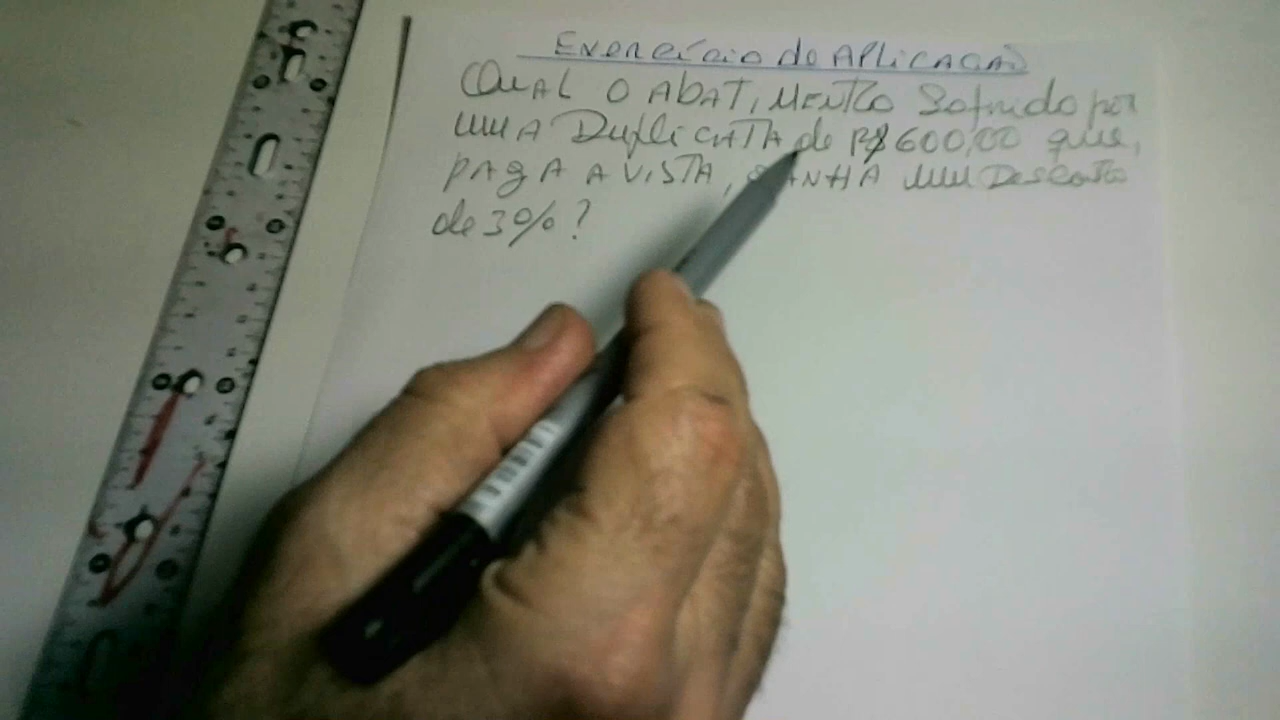 Exercício de Aplicação
Qual o abatimento sofrido por
uma Duplicata de R$600,00 que,
paga a vista, ganha um Desconto
de 3%?